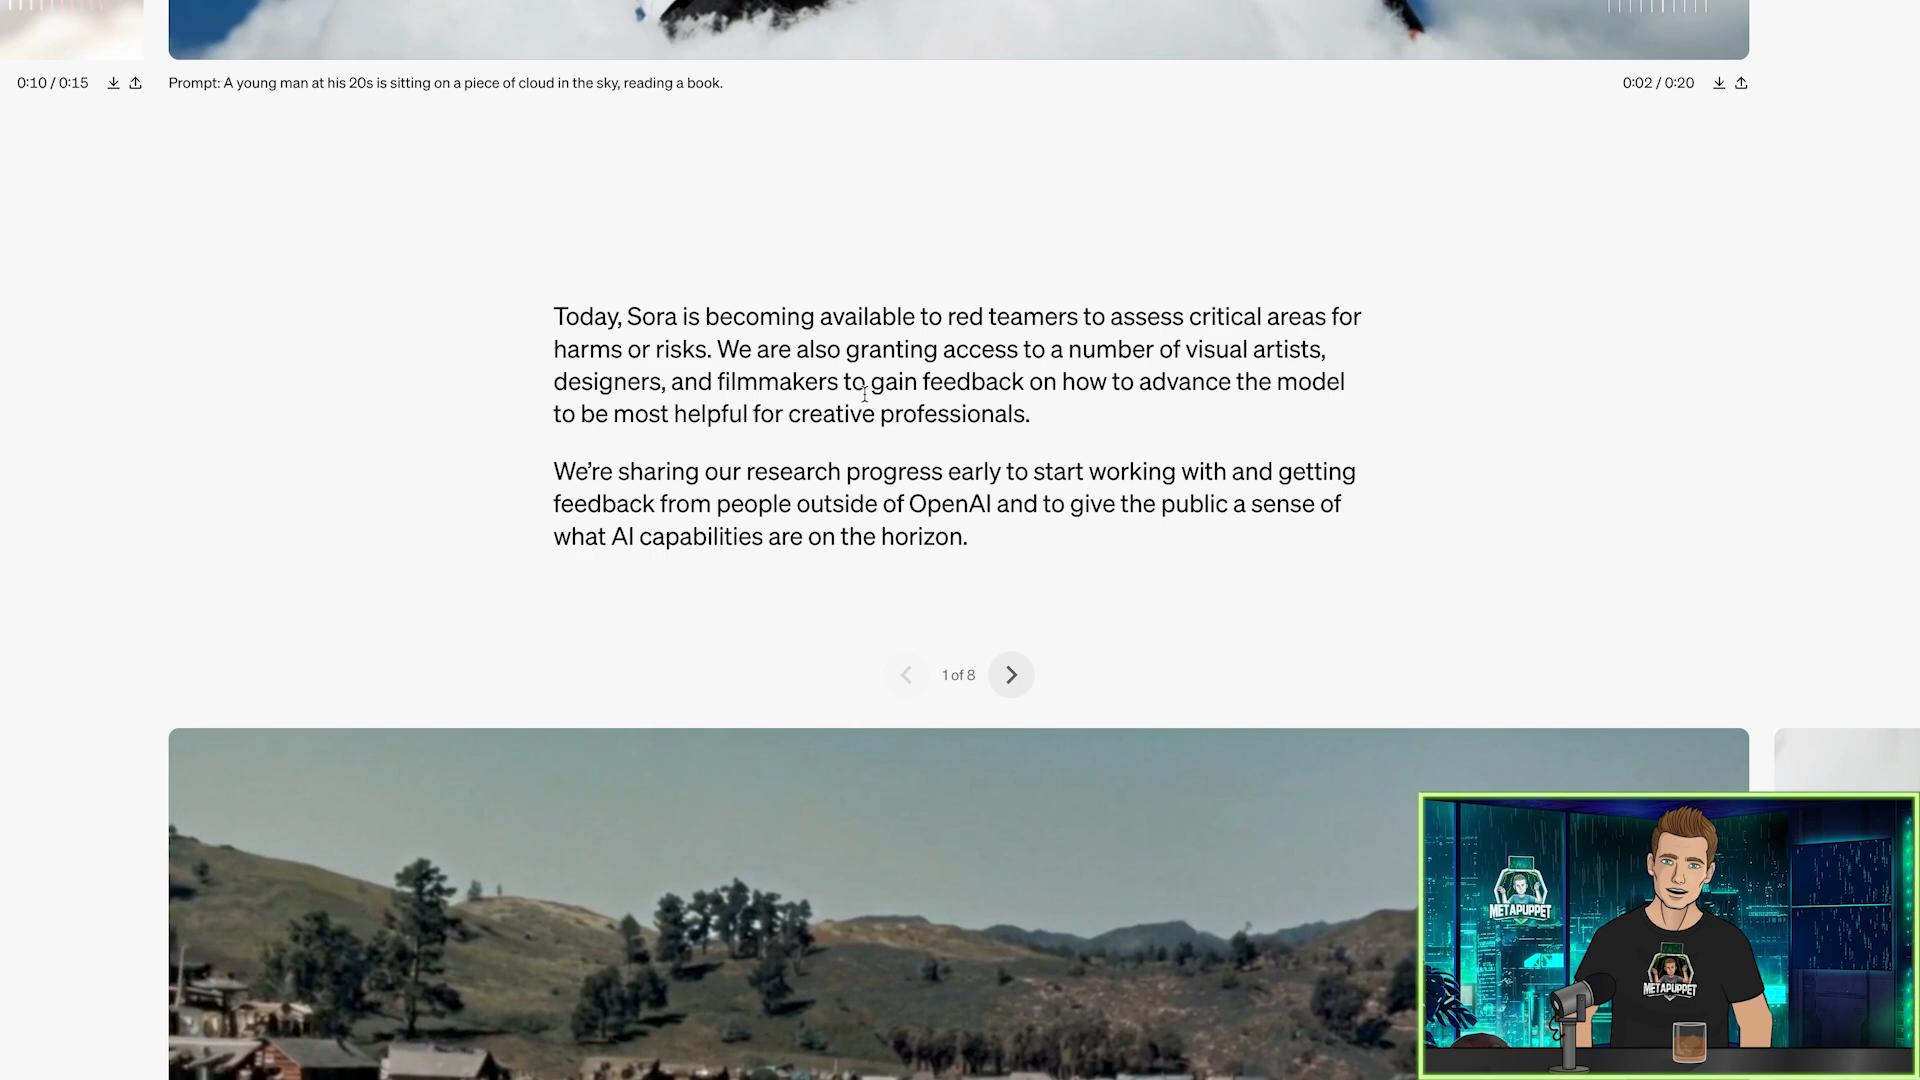 0:10 / 0:15
Prompt: A young man at his 20s is sitting on a piece of cloud in the sky, reading a book.
0:02 / 0:20
Today, Sora is becoming available to red teamers to assess critical areas for
harms or risks. We are also granting access to a number of visual artists,
designers, and filmmakers to gain feedback on how to advance the model
to be most helpful for creative professionals.
We’re sharing our research progress early to start working with and getting
feedback from people outside of OpenAI and to give the public a sense of
what AI capabilities are on the horizon.
1 of 8
METAPUPPET
METAPUPPET